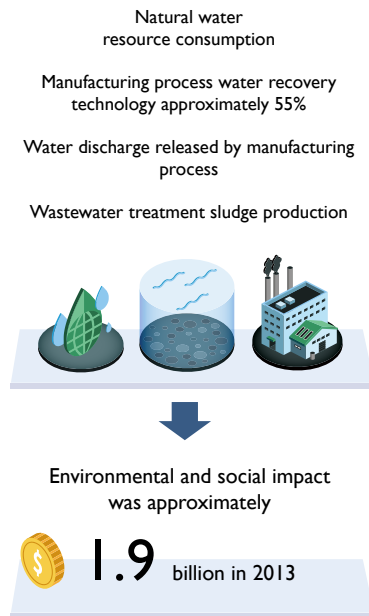 Natural water
resource consumption
Manufacturing process water recovery
technology approximately 55%
Water discharge released by manufacturing
process
Wastewater treatment sludge production
Environmental and social impact
was approximately
$ 1.9 billion in 2013